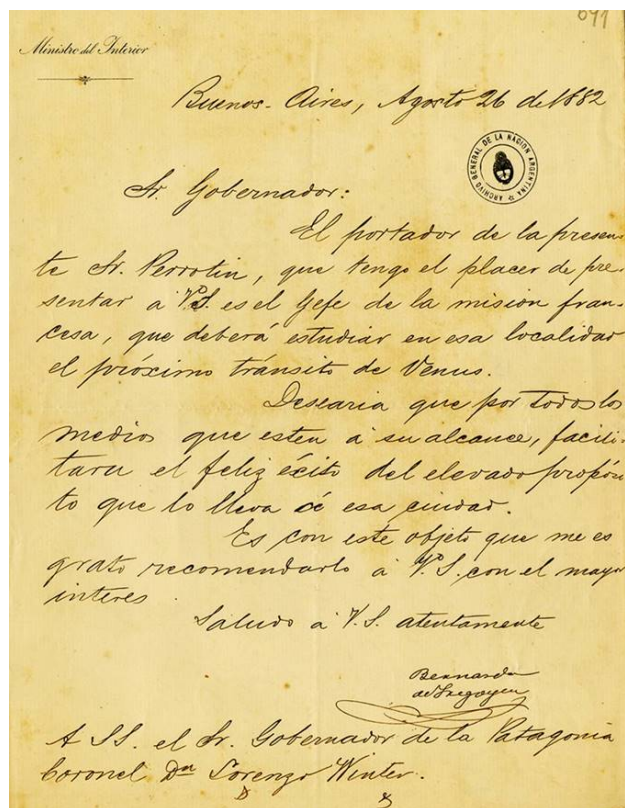 691
Ministro del Interior
Buenos-Aires, Agosto 26 de 1882
ARCHIVO GENERAL DE LA NACION ARGENTINA
Sr. Gobernador:
El portador de la presen-
te Sr. Perrotin, que tengo el placer de pre-
sentar á V.S. es el Gefe de la mision fran-
cesa, que deberá estudiar en esa localidad
el próximo tránsito de Venus.
Desearia que por todos los
medios que esten á su alcance, facili-
tara el feliz éxito del elevado propósi
to que lo lleva á esa ciudad.
Es con este objeto que me es
grato recomendarlo á V.S. con el mayor
interes.
Saludo á V.S. atentamente
Bernardo
de Irigoyen
A SS. el Sr. Gobernador de la Patagonia
Coronel Dn Lorenzo Winter.